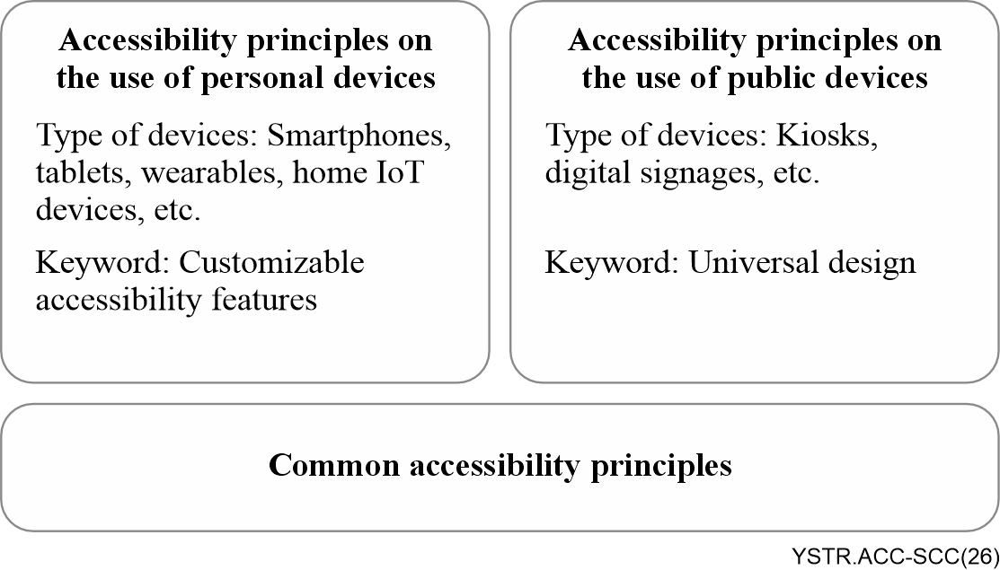 Accessibility principles on
the use of personal devices
Type of devices: Smartphones,
tablets, wearables, home IoT
devices, etc.
Keyword: Customizable
accessibility features
Accessibility principles on
the use of public devices
Type of devices: Kiosks,
digital signages, etc.
Keyword: Universal design
Common accessibility principles
YSTR.ACC-SCC(26)